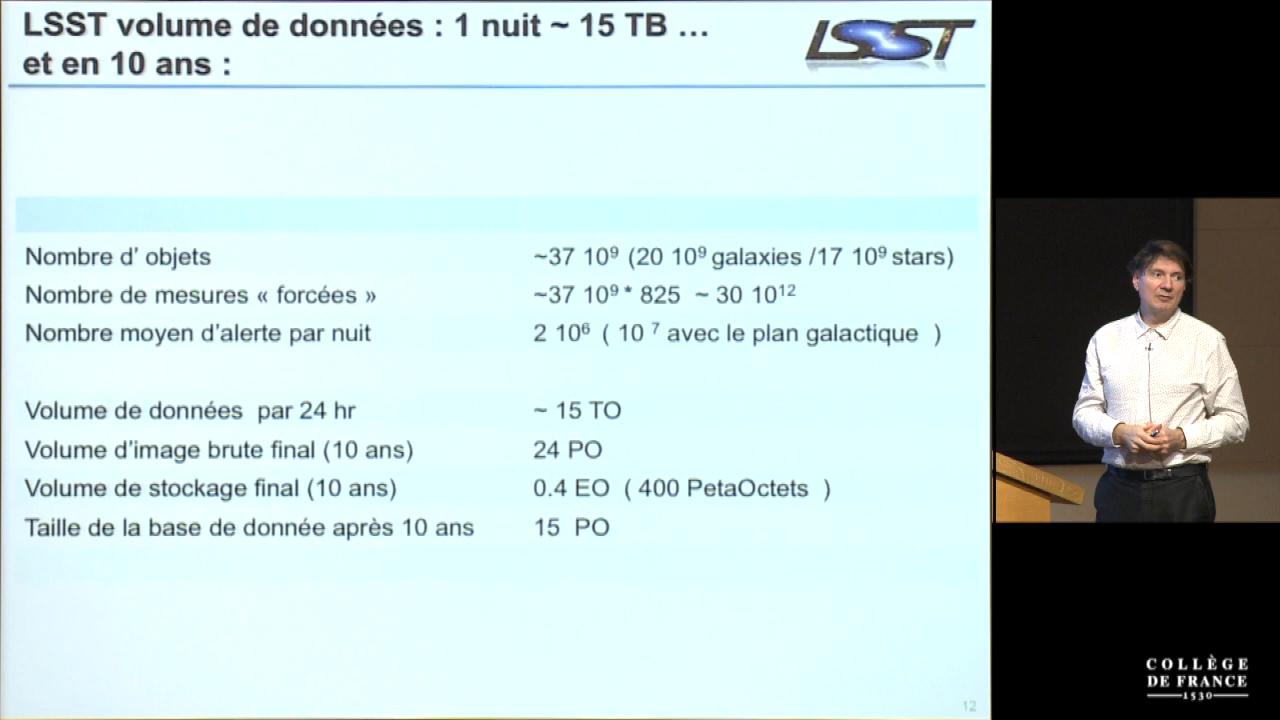 LSST volume de données : 1 nuit ~ 15 TB ...
et en 10 ans :
LSST
Nombre d' objets ~37 10⁹ (20 10⁹ galaxies /17 10⁹ stars)
Nombre de mesures « forcées » ~37 10⁹ * 825 ~ 30 10¹²
Nombre moyen d'alerte par nuit 2 10⁶ ( 10 ⁷ avec le plan galactique )
Volume de données par 24 hr ~ 15 TO
Volume d'image brute final (10 ans) 24 PO
Volume de stockage final (10 ans) 0.4 EO ( 400 PetaOctets )
Taille de la base de donnée après 10 ans 15 PO
12
COLLÈGE
DE FRANCE
1530